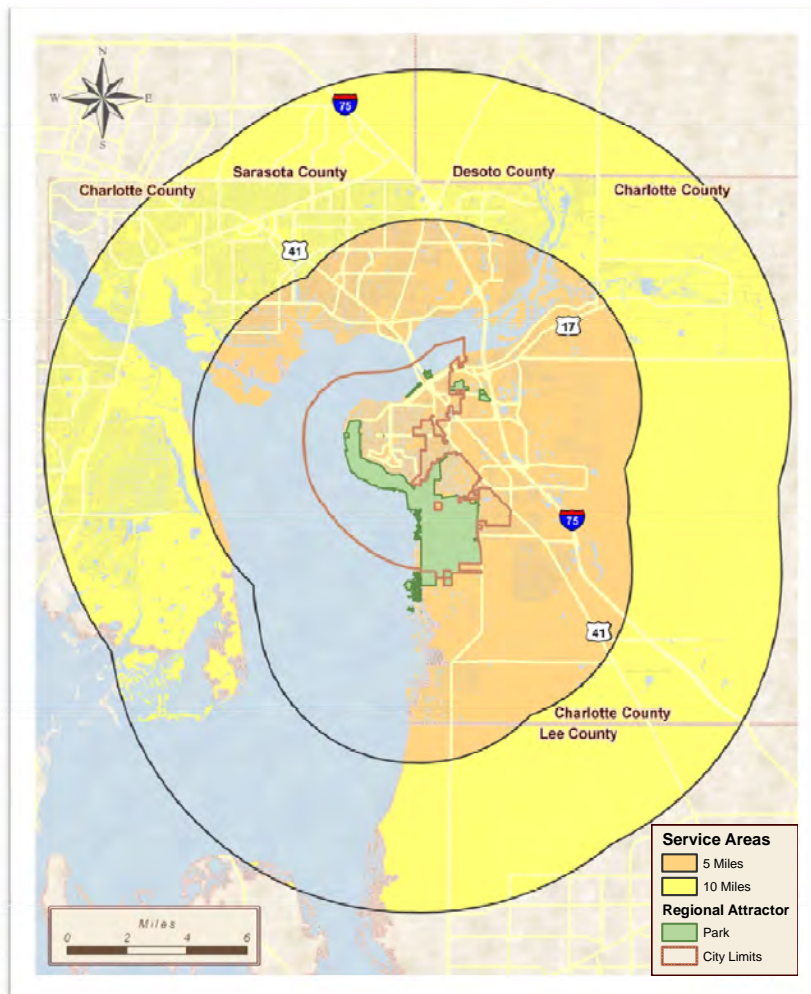 N
W E
S
75
Sarasota County
Desoto County
Charlotte County
Charlotte County
41
17
75
41
Charlotte County
Lee County
Service Areas
5 Miles
10 Miles
Regional Attractor
Park
City Limits
Miles
0 2 4 6